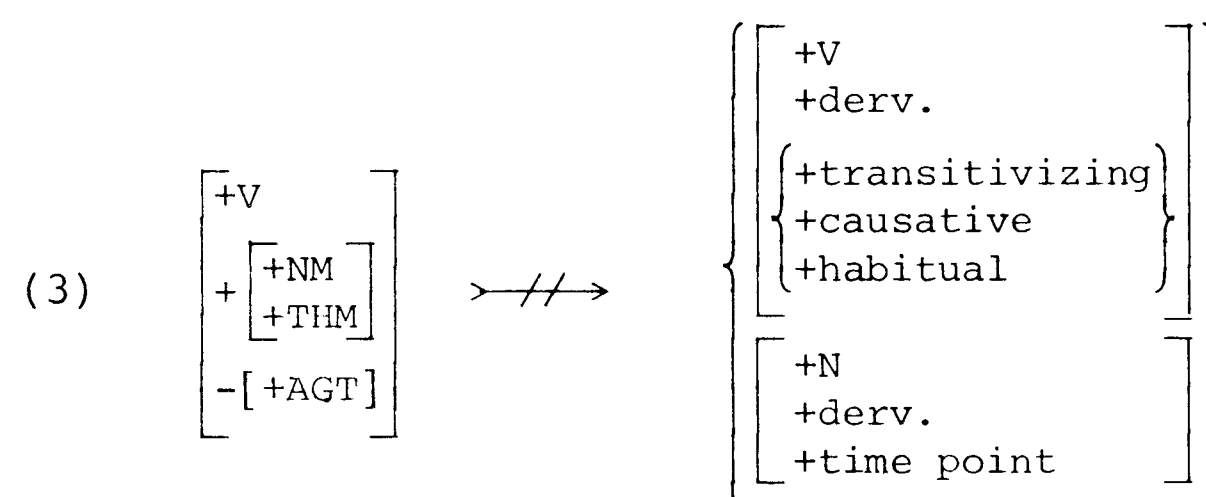 +V
+derv.
+transitivizing
+causative
+habitual
(3)
+V
+ [+NM
+THM]
-[+AGT]
+N
+derv.
+time point